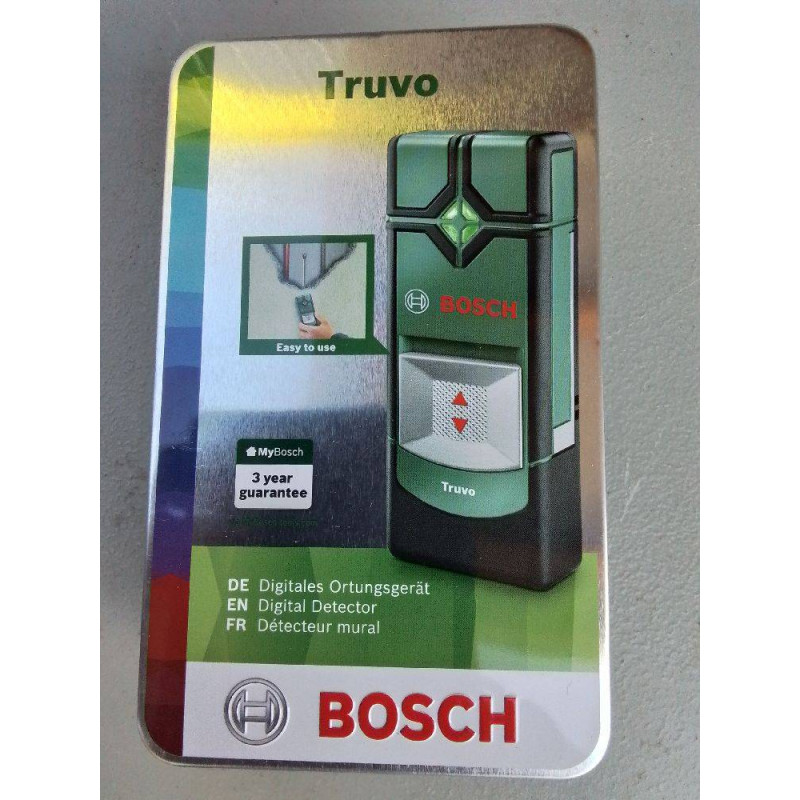 Truvo
BOSCH
Easy to use
MyBosch
3 year
guarantee
Truvo
DE Digitales Ortungsgerät
EN Digital Detector
FR Détecteur mural
BOSCH